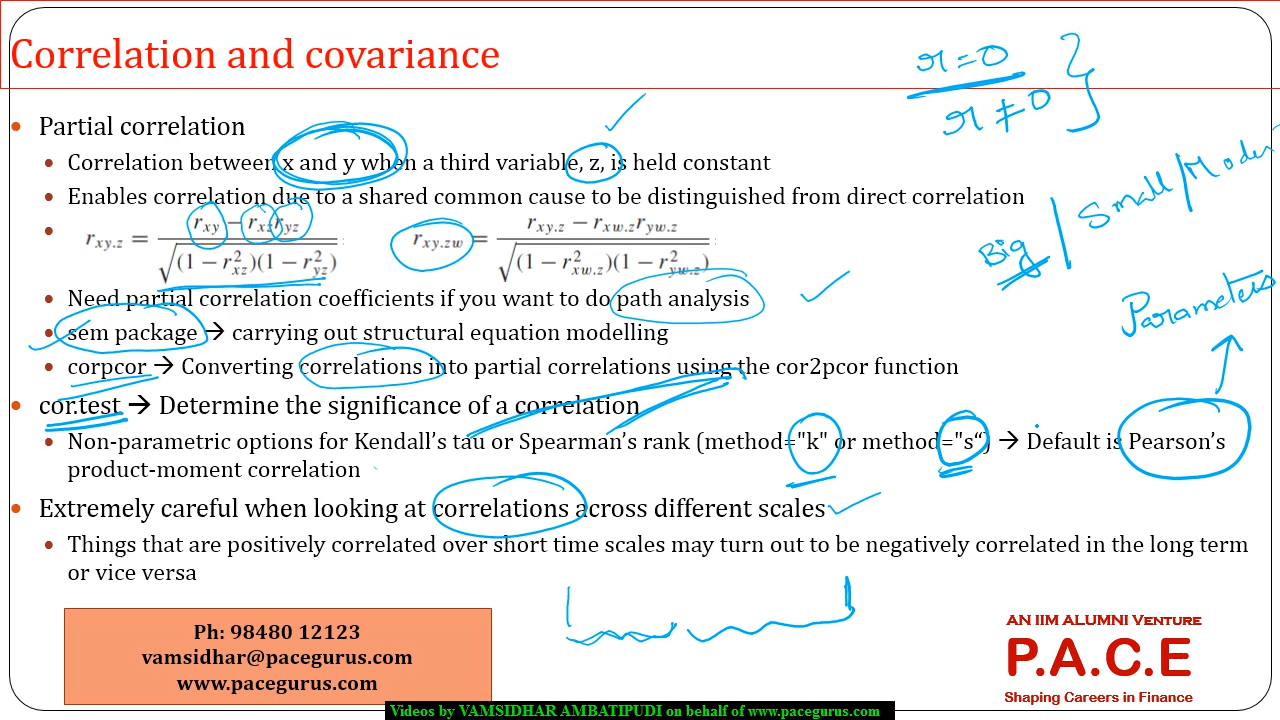 Correlation and covariance
r=0
r≠0
• Partial correlation
• Correlation between x and y when a third variable, z, is held constant
• Enables correlation due to a shared common cause to be distinguished from direct correlation
Big / Small/Moder
• r_xy.z = (r_xy − r_xz r_yz) / √((1 − r²_xz)(1 − r²_yz)) r_xy.zw = (r_xy.z − r_xw.z r_yw.z) / √((1 − r²_xw.z)(1 − r²_yw.z))
• Need partial correlation coefficients if you want to do path analysis
Parameters
• sem package → carrying out structural equation modelling
• corpcor → Converting correlations into partial correlations using the cor2pcor function
• cor.test → Determine the significance of a correlation
• Non-parametric options for Kendall's tau or Spearman's rank (method="k" or method="s") → Default is Pearson's
product-moment correlation
• Extremely careful when looking at correlations across different scales
• Things that are positively correlated over short time scales may turn out to be negatively correlated in the long term
or vice versa
Ph: 98480 12123
vamsidhar@pacegurus.com
www.pacegurus.com
AN IIM ALUMNI VENTURE
P.A.C.E
Shaping Careers in Finance
Videos by VAMSIDHAR AMBATIPUDI on behalf of www.pacegurus.com